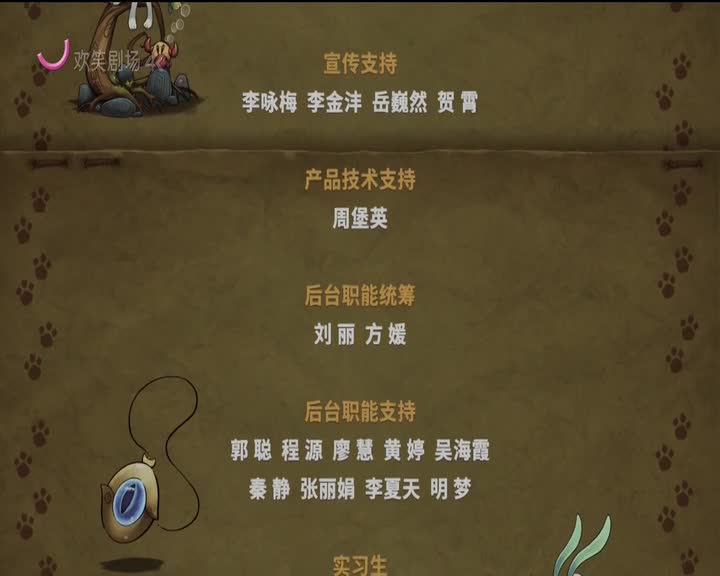 欢笑剧场 4
宣传支持
李咏梅 李金沣 岳巍然 贺 霄
产品技术支持
周堡英
后台职能统筹
刘 丽 方 媛
后台职能支持
郭 聪 程 源 廖 慧 黄 婷 吴海霞
秦 静 张丽娟 李夏天 明 梦
实习生